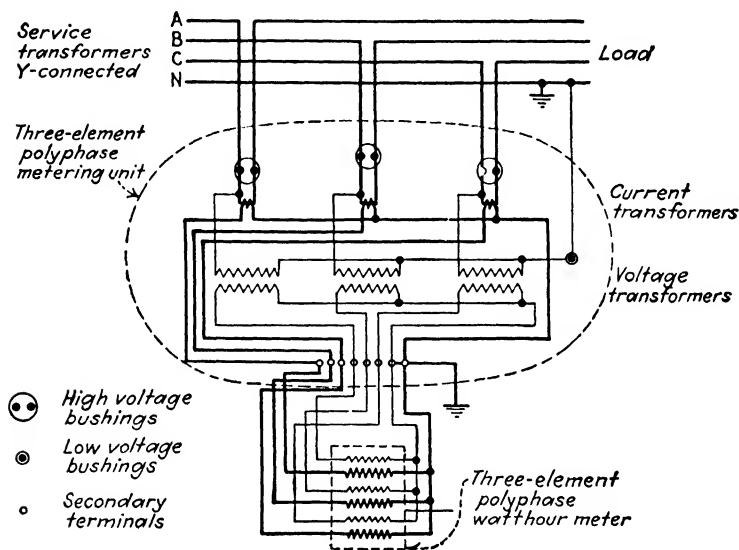 Service
transformers
Y-connected
A
B
C
N
Load
Three-element
polyphase
metering unit
Current
transformers
Voltage
transformers
High voltage
bushings
Low voltage
bushings
Secondary
terminals
Three-element
polyphase
watthour meter